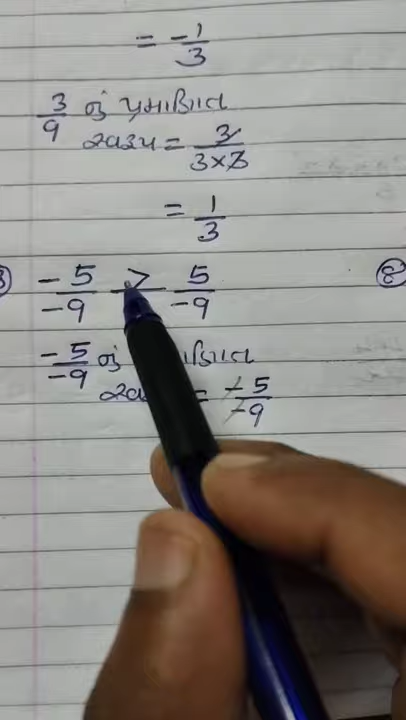 = -1/3
3/9 નું પ્રમાણિત
સ્વરૂપ = 3/3×3
= 1/3
-5/-9 > 5/-9
-5/-9 નું
= -5/-9
8